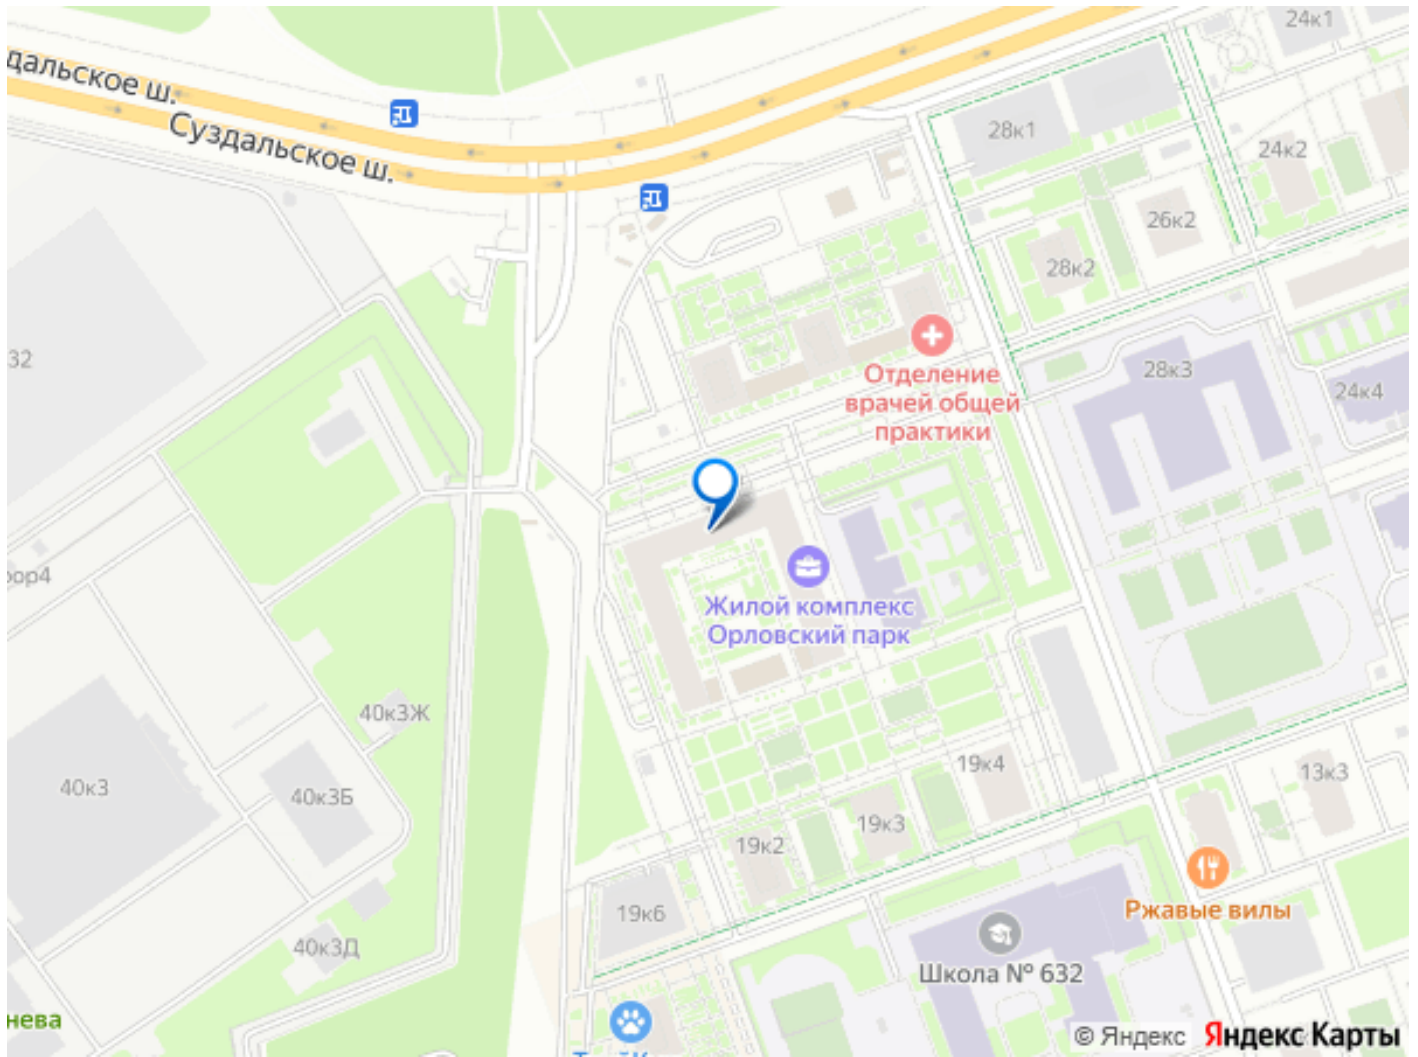 24к1
дальское ш.
Суздальское ш.
28к1
24к2
26к2
28к2
32
Отделение
врачей общей
практики
28к3
24к4
Жилой комплекс
Орловский парк
40к3Ж
40к3
40к3Б
19к4
13к3
19к3
19к2
19к6
Ржавые вилы
40к3Д
Школа № 632
нева
© Яндекс Яндекс Карты